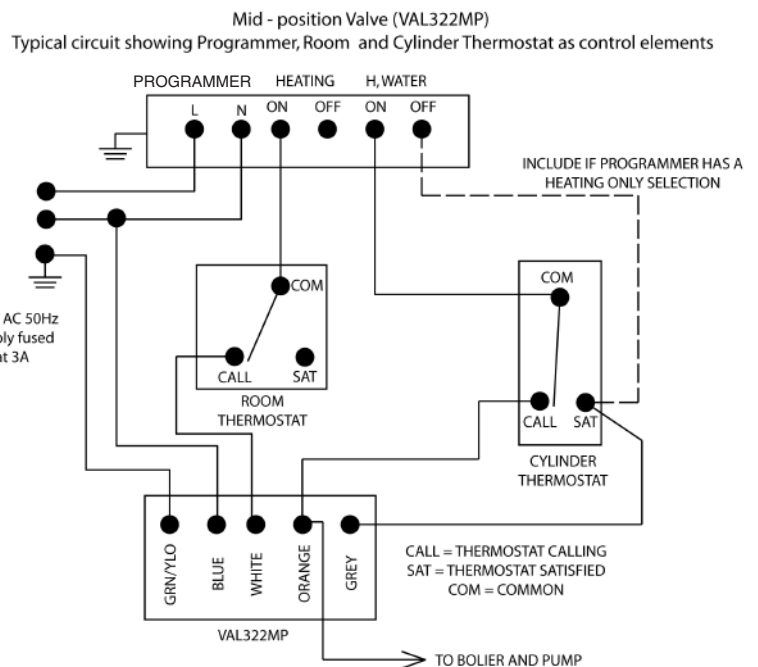 Mid - position Valve (VAL322MP)
Typical circuit showing Programmer, Room and Cylinder Thermostat as control elements
PROGRAMMER HEATING H, WATER
L N ON OFF ON OFF
INCLUDE IF PROGRAMMER HAS A
HEATING ONLY SELECTION
COM
COM
AC 50Hz
ply fused
at 3A
CALL SAT
ROOM
THERMOSTAT
CALL SAT
CYLINDER
THERMOSTAT
GRN/YLO
BLUE
WHITE
ORANGE
GREY
CALL = THERMOSTAT CALLING
SAT = THERMOSTAT SATISFIED
COM = COMMON
VAL322MP
TO BOLIER AND PUMP